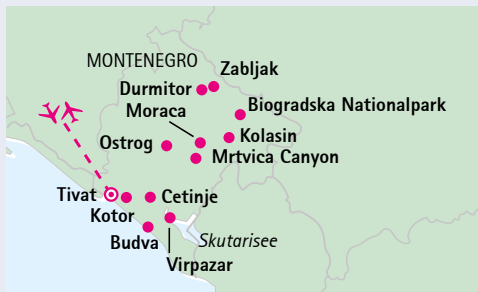 MONTENEGRO
Zabljak
Durmitor
Moraca
Biogradska Nationalpark
Ostrog
Kolasin
Mrtvica Canyon
Tivat
Cetinje
Kotor
Skutarisee
Budva
Virpazar